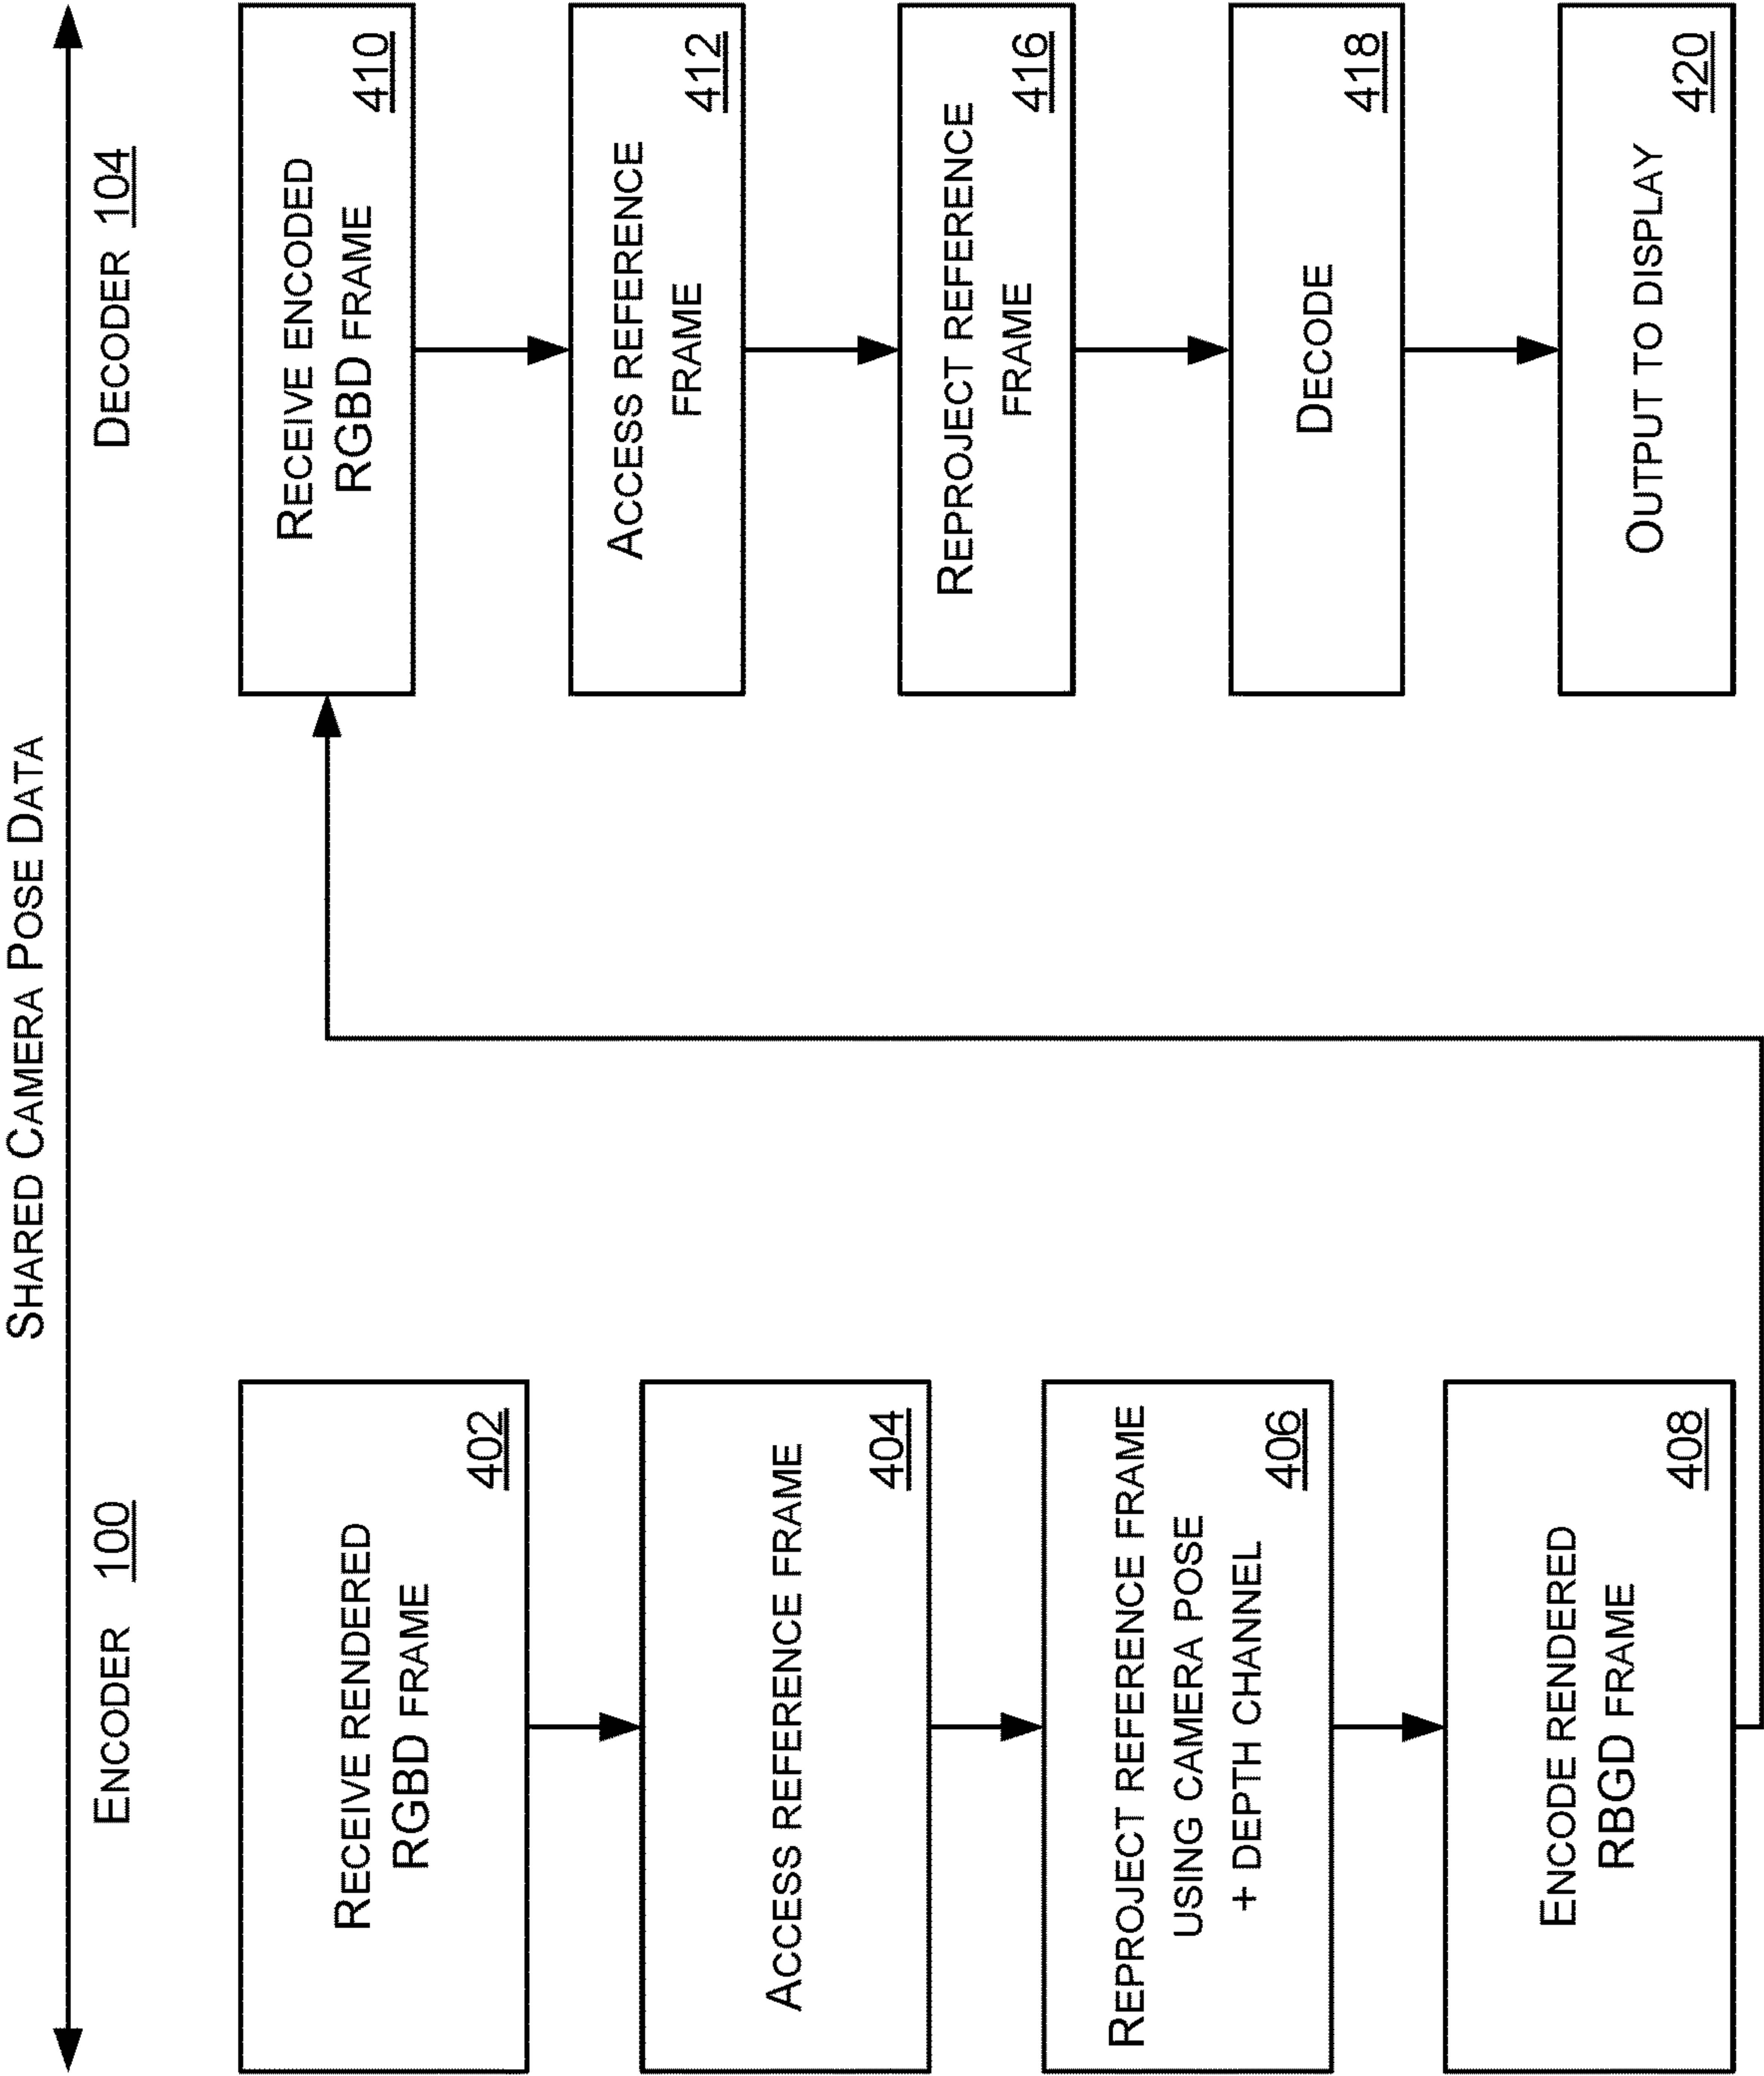 SHARED CAMERA POSE DATA
ENCODER 100
RECEIVE RENDERED
RGBD FRAME
402
ACCESS REFERENCE FRAME
404
REPROJECT REFERENCE FRAME
USING CAMERA POSE
+ DEPTH CHANNEL
406
ENCODE RENDERED
RBGD FRAME
408
DECODER 104
RECEIVE ENCODED
RGBD FRAME
410
ACCESS REFERENCE
FRAME
412
REPROJECT REFERENCE
FRAME
416
DECODE
418
OUTPUT TO DISPLAY
420